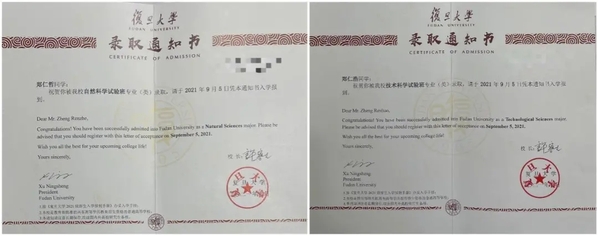 復旦大學
FUDAN UNIVERSITY
录取通知书
CERTIFICATE OF ADMISSION
郑仁哲同学:
祝贺你被我校自然科学试验班专业（类）录取。请于2021年9月5日凭本通知书入学报
到。
Dear Mr. Zheng Renzhe,
Congratulations! You have been successfully admitted into Fudan University as a Natural Sciences major. Please be
advised that you should register with this letter of acceptance on September 5, 2021.
Wish you all the best for your upcoming college life!
Yours sincerely,
校长:
Xu Ningsheng
President
Fudan University
復旦大學
FUDAN UNIVERSITY
录取通知书
CERTIFICATE OF ADMISSION
同学:
祝贺你被我校技术科学试验班专业（类）录取。请于2021年9月5日凭本通知书入学报
到。
Dear Mr. Zheng
Congratulations! You have been successfully admitted into Fudan University as a Technological Sciences major.
Please be advised that you should register with this letter of acceptance on September 5, 2021.
Wish you all the best for your upcoming college life!
Yours sincerely,
校长:
Xu Ningsheng
President
Fudan University